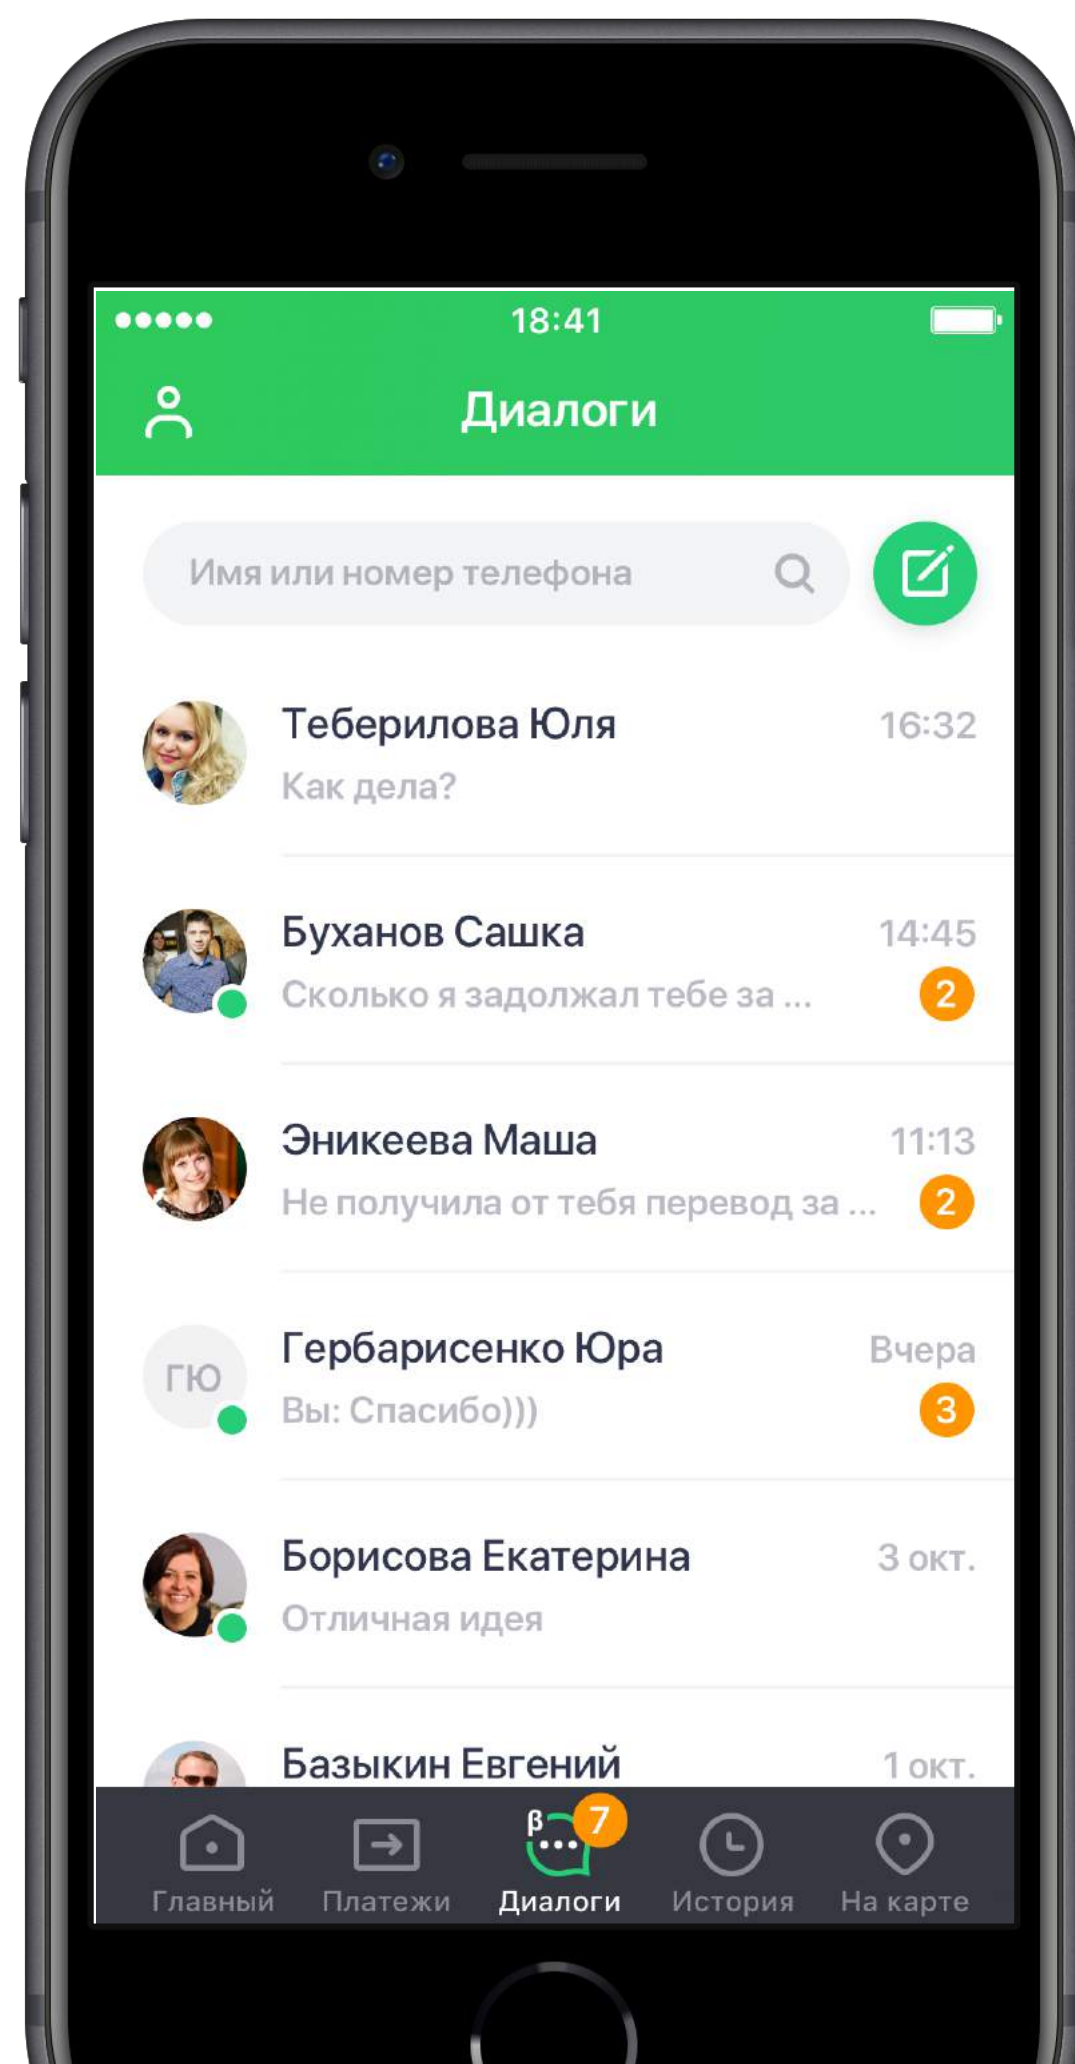 18:41
Диалоги
Имя или номер телефона
Теберилова Юля 16:32
Как дела?
Буханов Сашка 14:45
Сколько я задолжал тебе за ... 2
Эникеева Маша 11:13
Не получила от тебя перевод за ... 2
ГЮ
Гербарисенко Юра Вчера
Вы: Спасибо))) 3
Борисова Екатерина 3 окт.
Отличная идея
Базыкин Евгений 1 окт.
β 7
Главный Платежи Диалоги История На карте